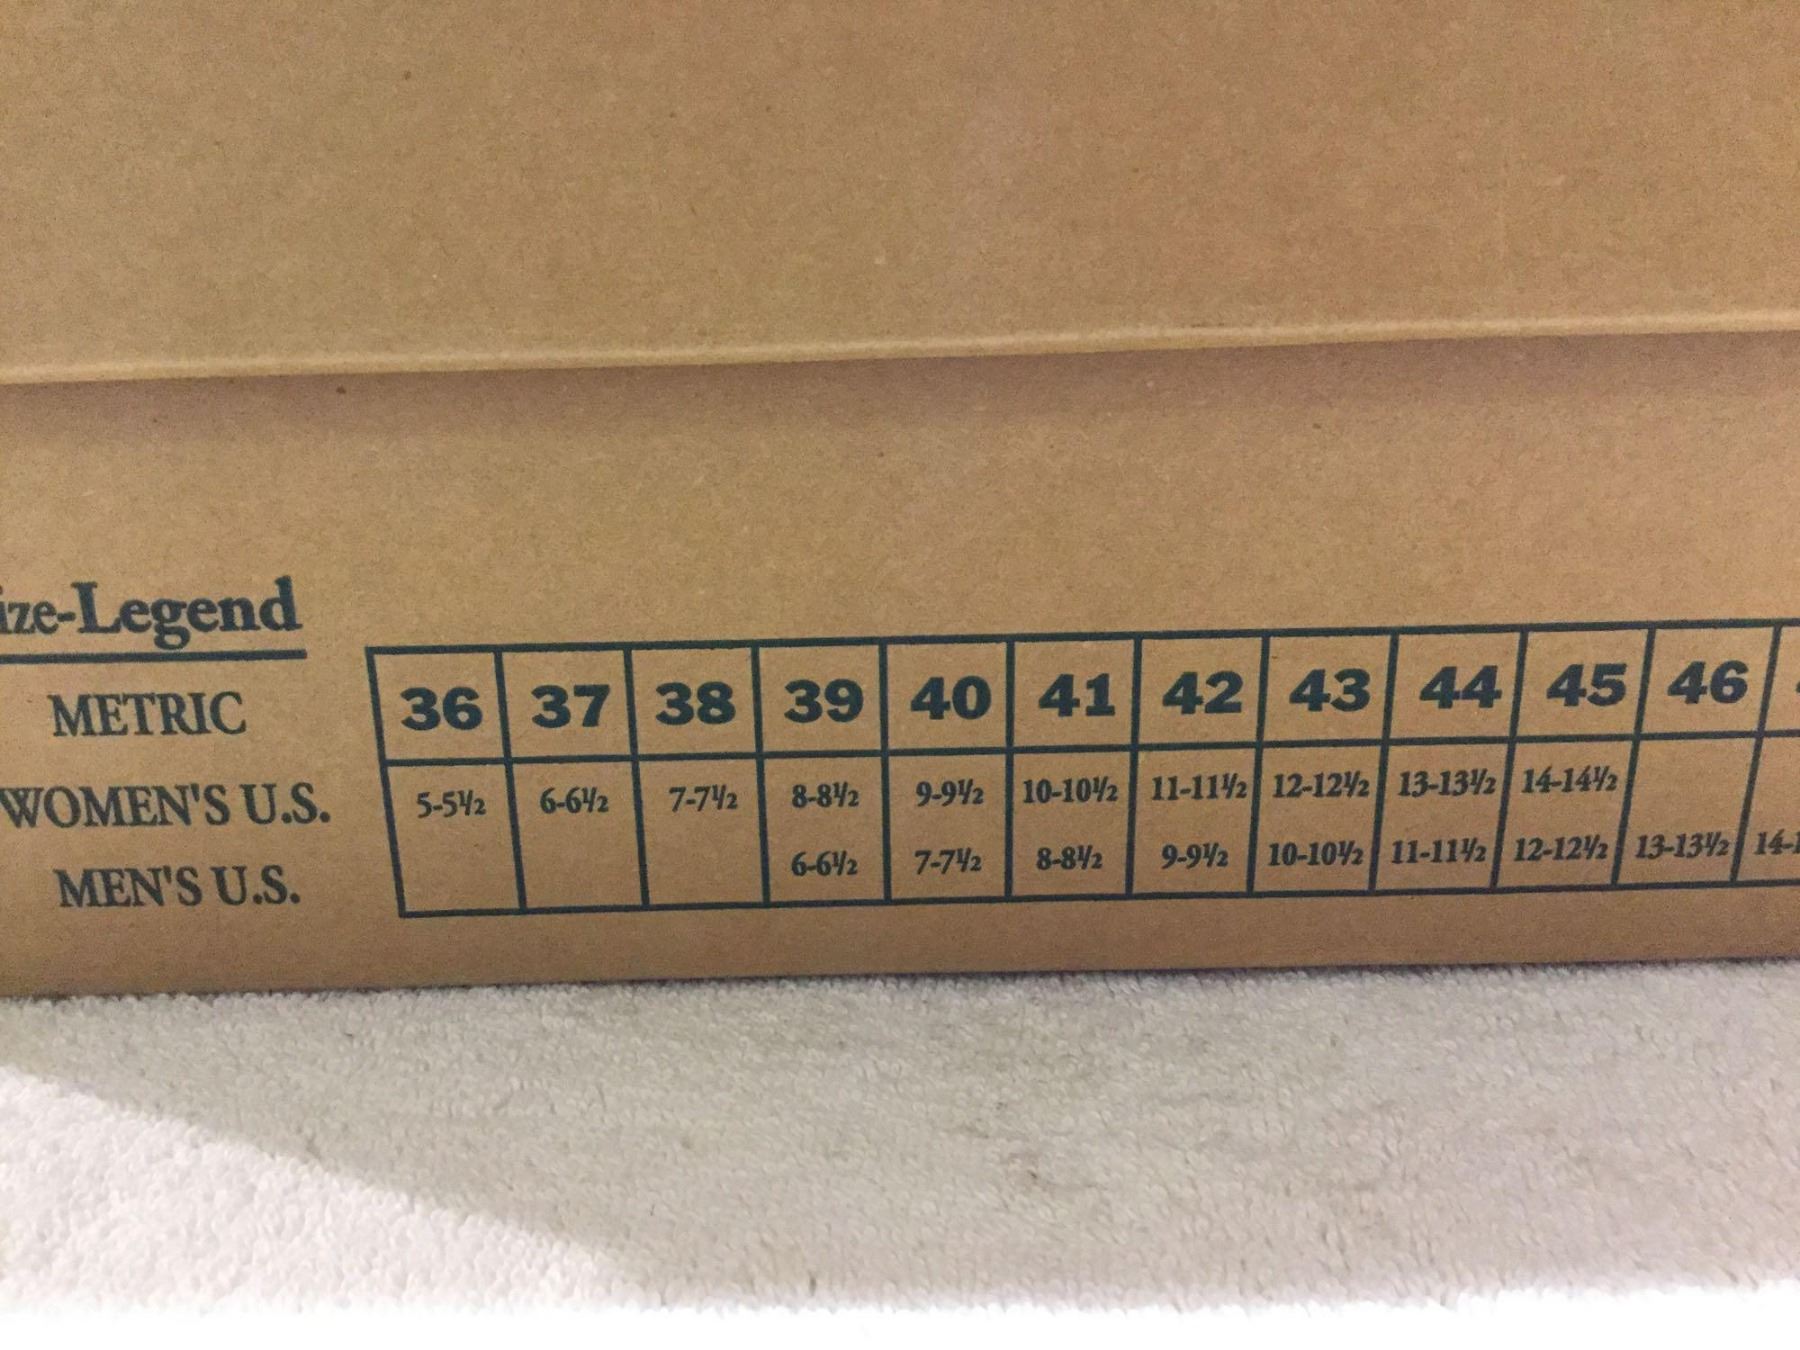 ize-Legend
METRIC 36 37 38 39 40 41 42 43 44 45 46
WOMEN'S U.S. 5-5½ 6-6½ 7-7½ 8-8½ 9-9½ 10-10½ 11-11½ 12-12½ 13-13½ 14-14½
MEN'S U.S. 6-6½ 7-7½ 8-8½ 9-9½ 10-10½ 11-11½ 12-12½ 13-13½ 14-1